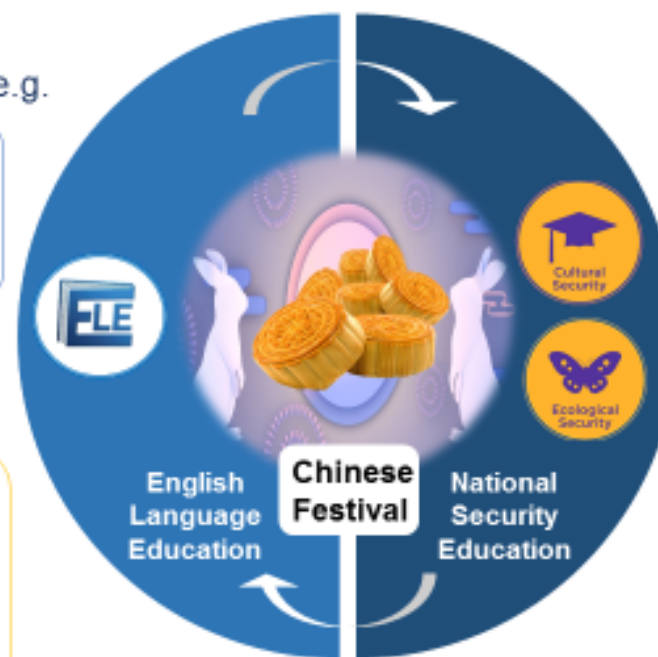 e.g.
Cultural
Security
ELE
Ecological
Security
English
Language
Education
Chinese
Festival
National
Security
Education